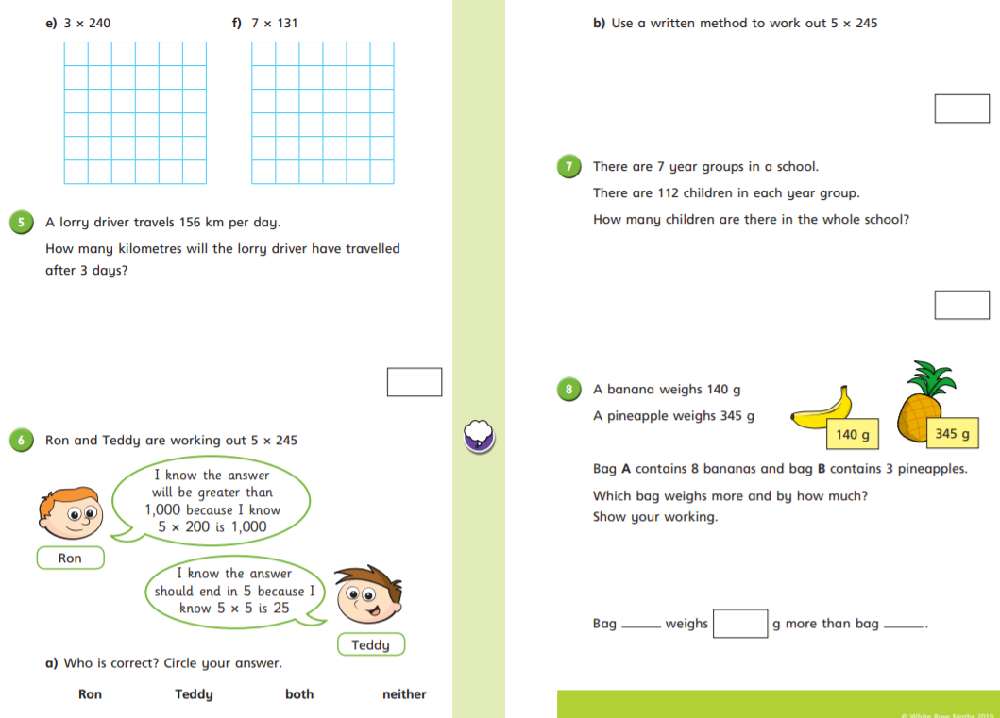 e) 3 × 240
f) 7 × 131
5
A lorry driver travels 156 km per day.
How many kilometres will the lorry driver have travelled
after 3 days?
6
Ron and Teddy are working out 5 × 245
I know the answer
will be greater than
1,000 because I know
5 × 200 is 1,000
Ron
I know the answer
should end in 5 because I
know 5 × 5 is 25
Teddy
a) Who is correct? Circle your answer.
Ron Teddy both neither
b) Use a written method to work out 5 × 245
7
There are 7 year groups in a school.
There are 112 children in each year group.
How many children are there in the whole school?
8
A banana weighs 140 g
A pineapple weighs 345 g
140 g
345 g
Bag A contains 8 bananas and bag B contains 3 pineapples.
Which bag weighs more and by how much?
Show your working.
Bag _____ weighs g more than bag _____.
© White Rose Maths 2019